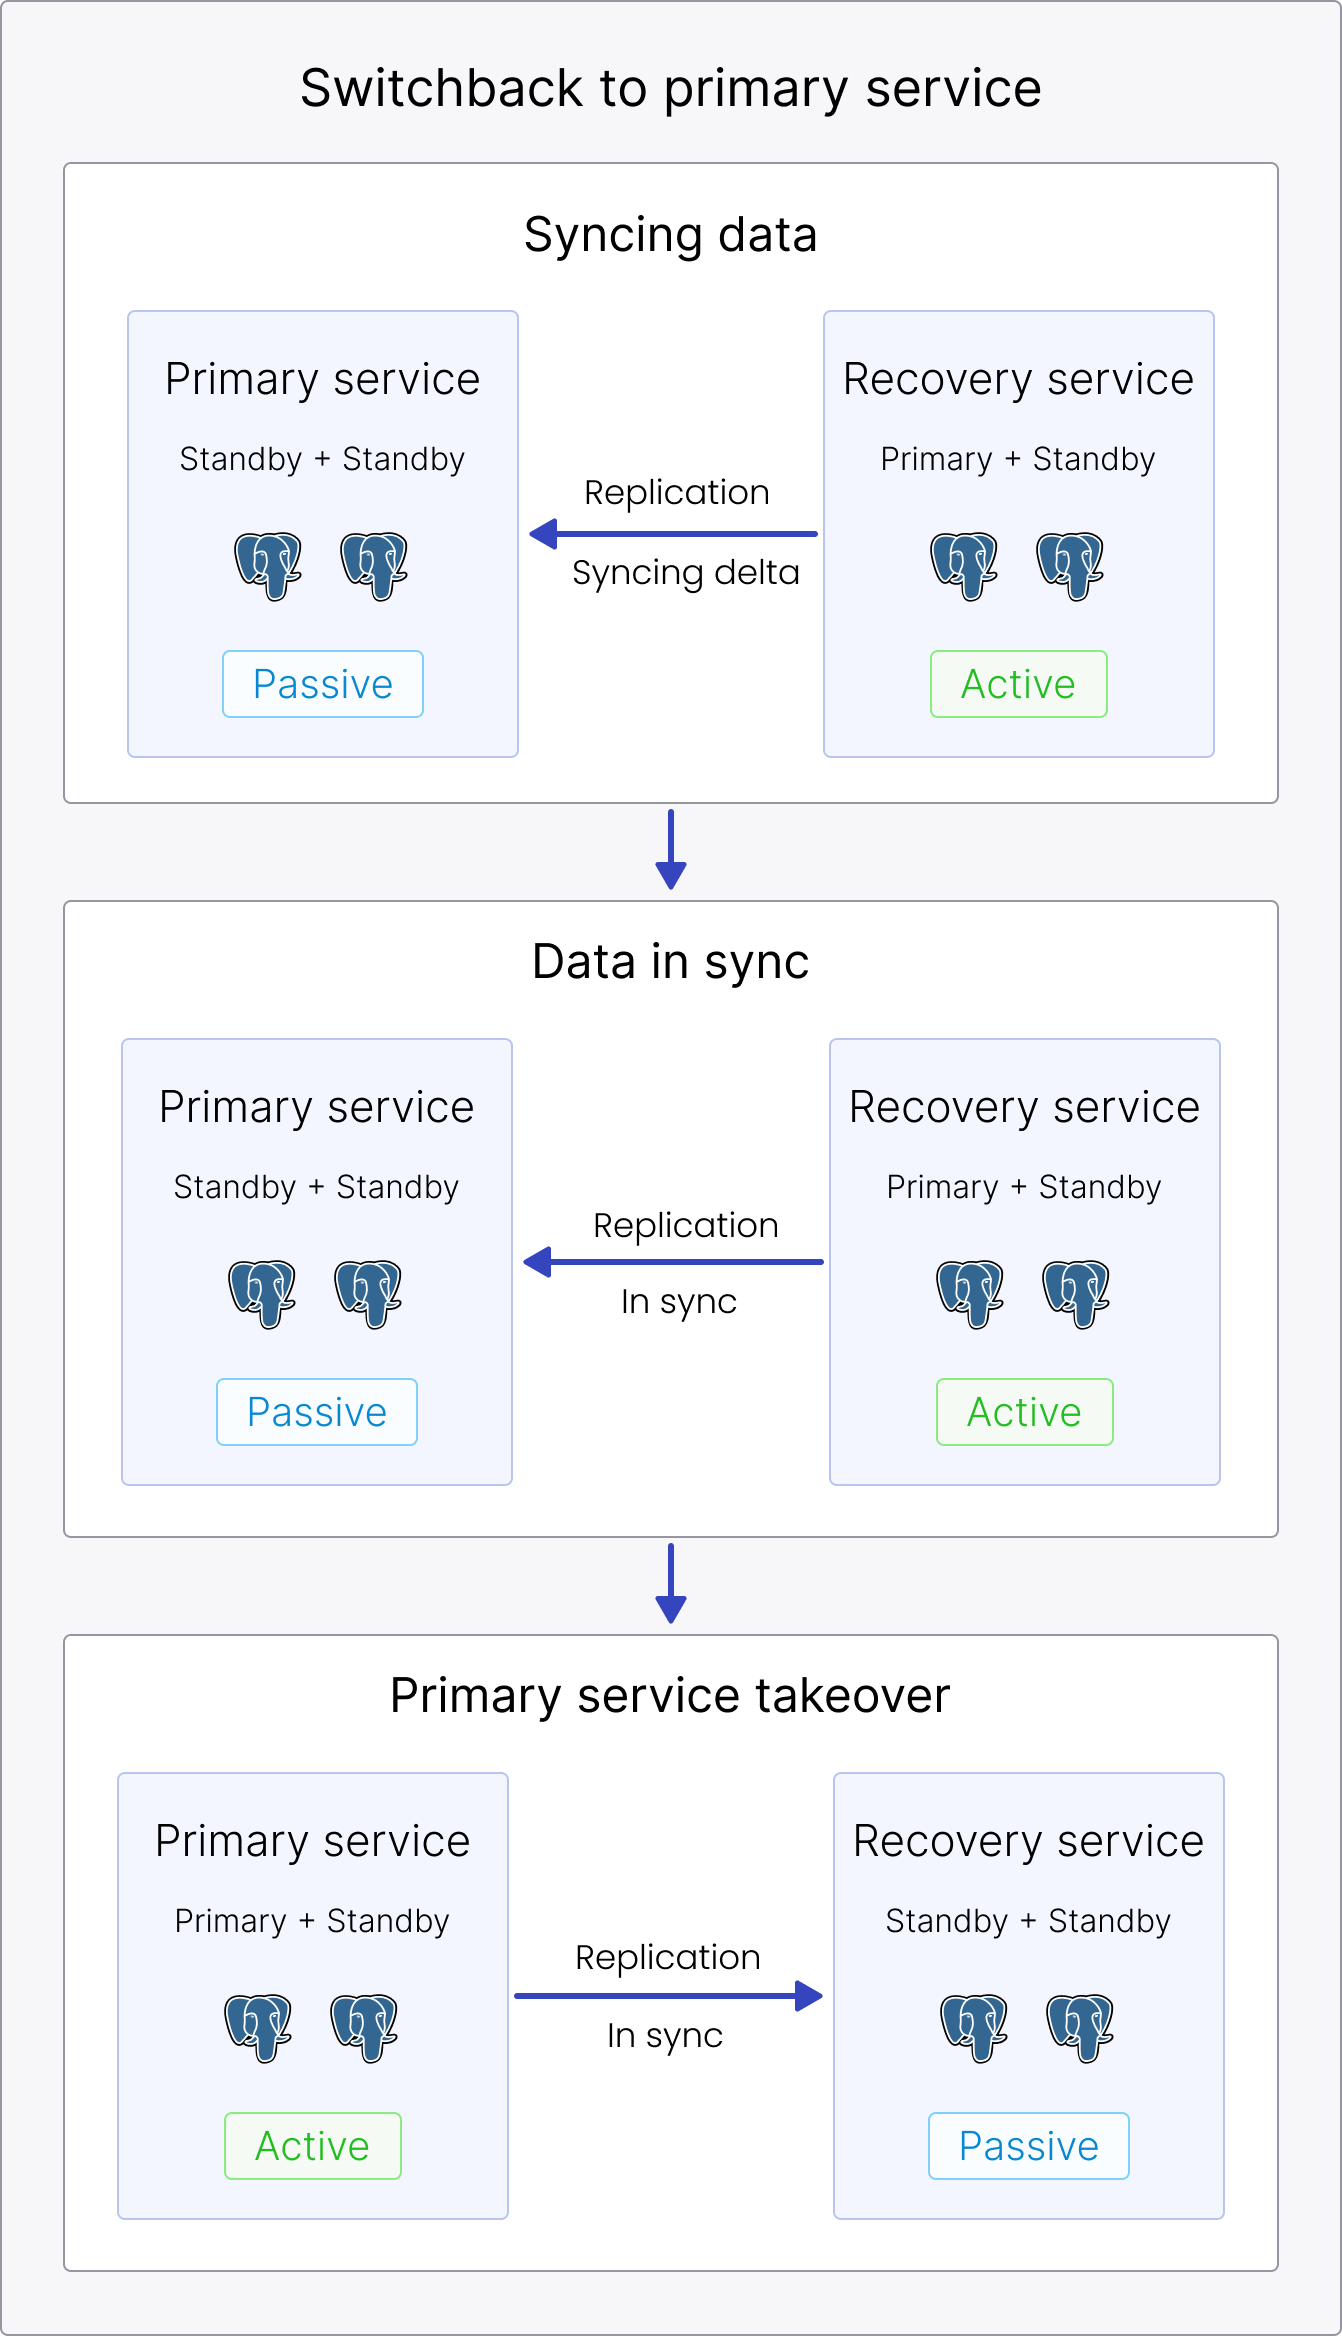 Switchback to primary service
Syncing data
Primary service
Standby + Standby
Passive
Replication
Syncing delta
Recovery service
Primary + Standby
Active
Data in sync
Primary service
Standby + Standby
Passive
Replication
In sync
Recovery service
Primary + Standby
Active
Primary service takeover
Primary service
Primary + Standby
Active
Replication
In sync
Recovery service
Standby + Standby
Passive